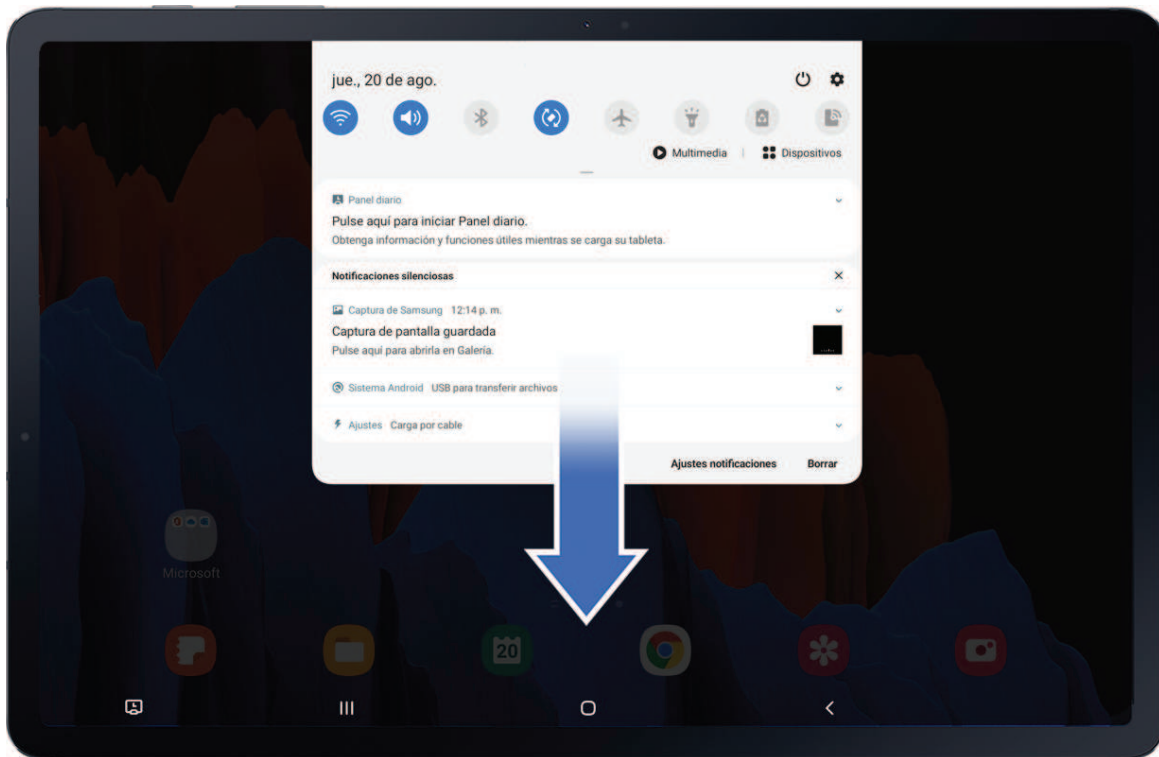 jue., 20 de ago.
Multimedia | Dispositivos
Panel diario
Pulse aquí para iniciar Panel diario.
Obtenga información y funciones útiles mientras se carga su tableta.
Notificaciones silenciosas
Captura de Samsung 12:14 p. m.
Captura de pantalla guardada
Pulse aquí para abrirla en Galería.
Sistema Android USB para transferir archivos
Ajustes Carga por cable
Ajustes notificaciones Borrar
Microsoft
20